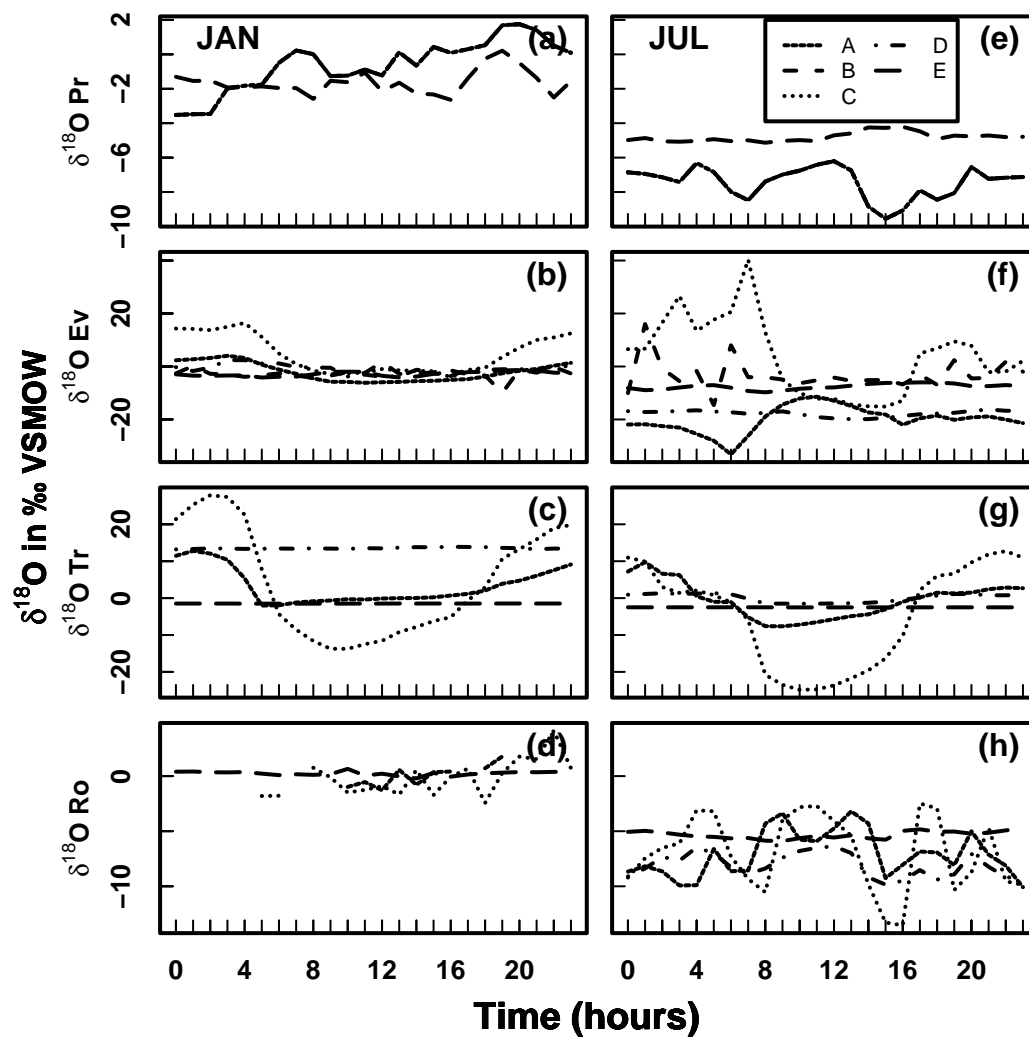 JAN
(a)
JUL
(e)
A
B
C
D
E
δ¹⁸O Pr
2
−2
−6
−10
(b)
(f)
δ¹⁸O Ev
20
−20
(c)
(g)
δ¹⁸O Tr
20
0
−20
(d)
(h)
δ¹⁸O Ro
0
−10
δ¹⁸O in ‰ VSMOW
0 4 8 12 16 20
0 4 8 12 16 20
Time (hours)